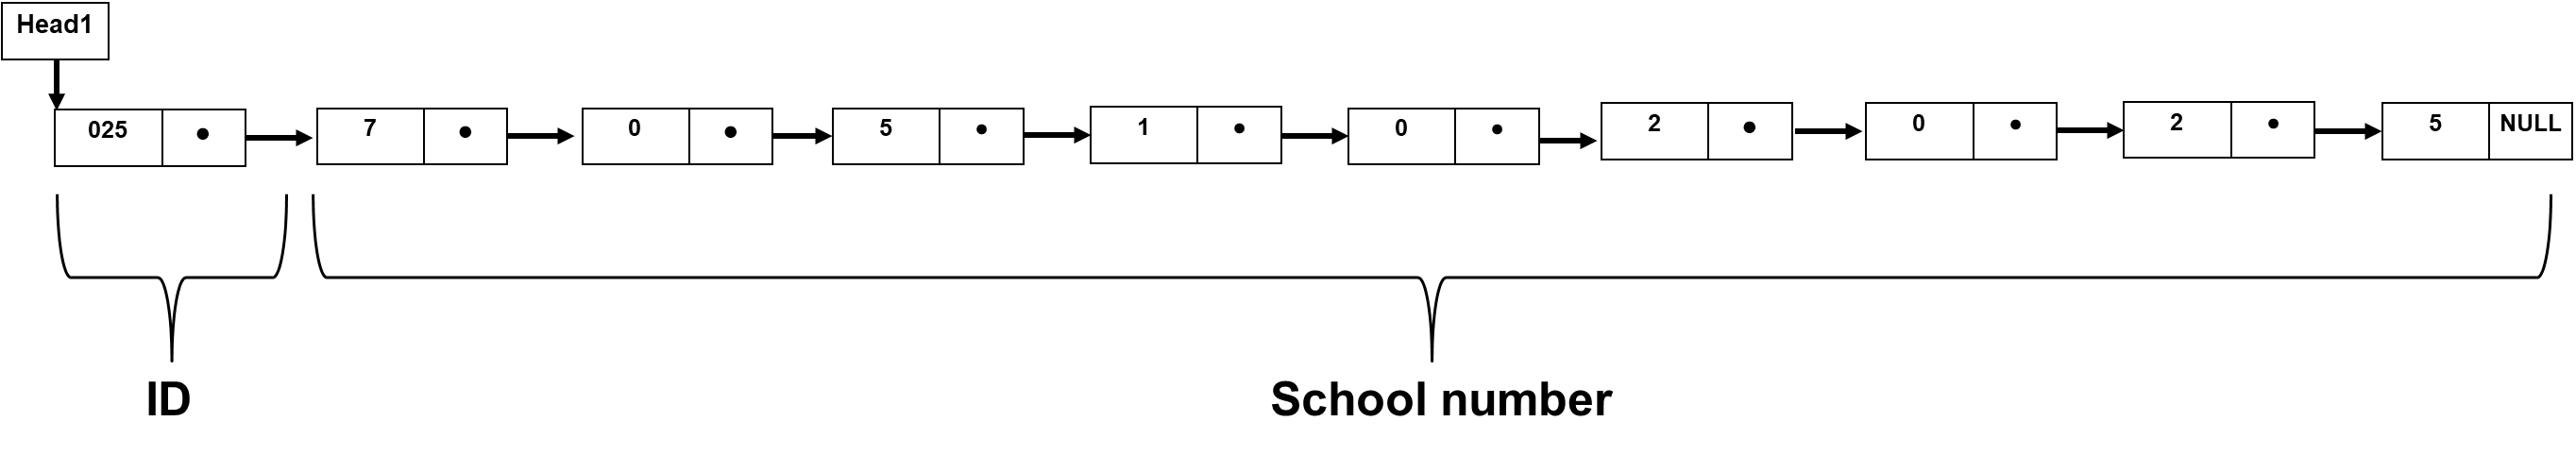 Head1
025 • 7 • 0 • 5 • 1 • 0 • 2 • 0 • 2 • 5 NULL
ID School number